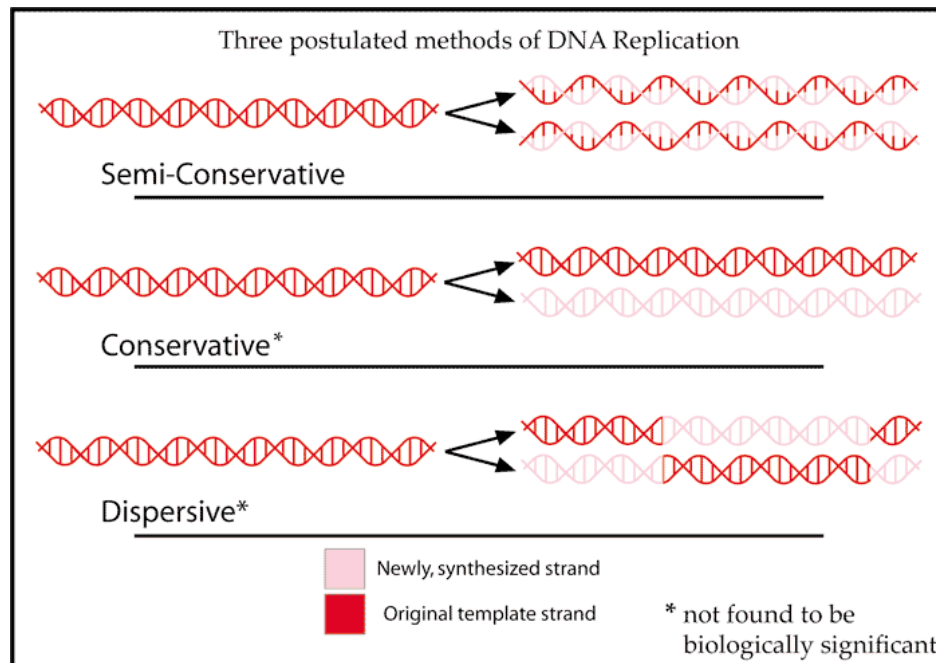 Three postulated methods of DNA Replication
Semi-Conservative
Conservative*
Dispersive*
Newly, synthesized strand
Original template strand
* not found to be
biologically significant